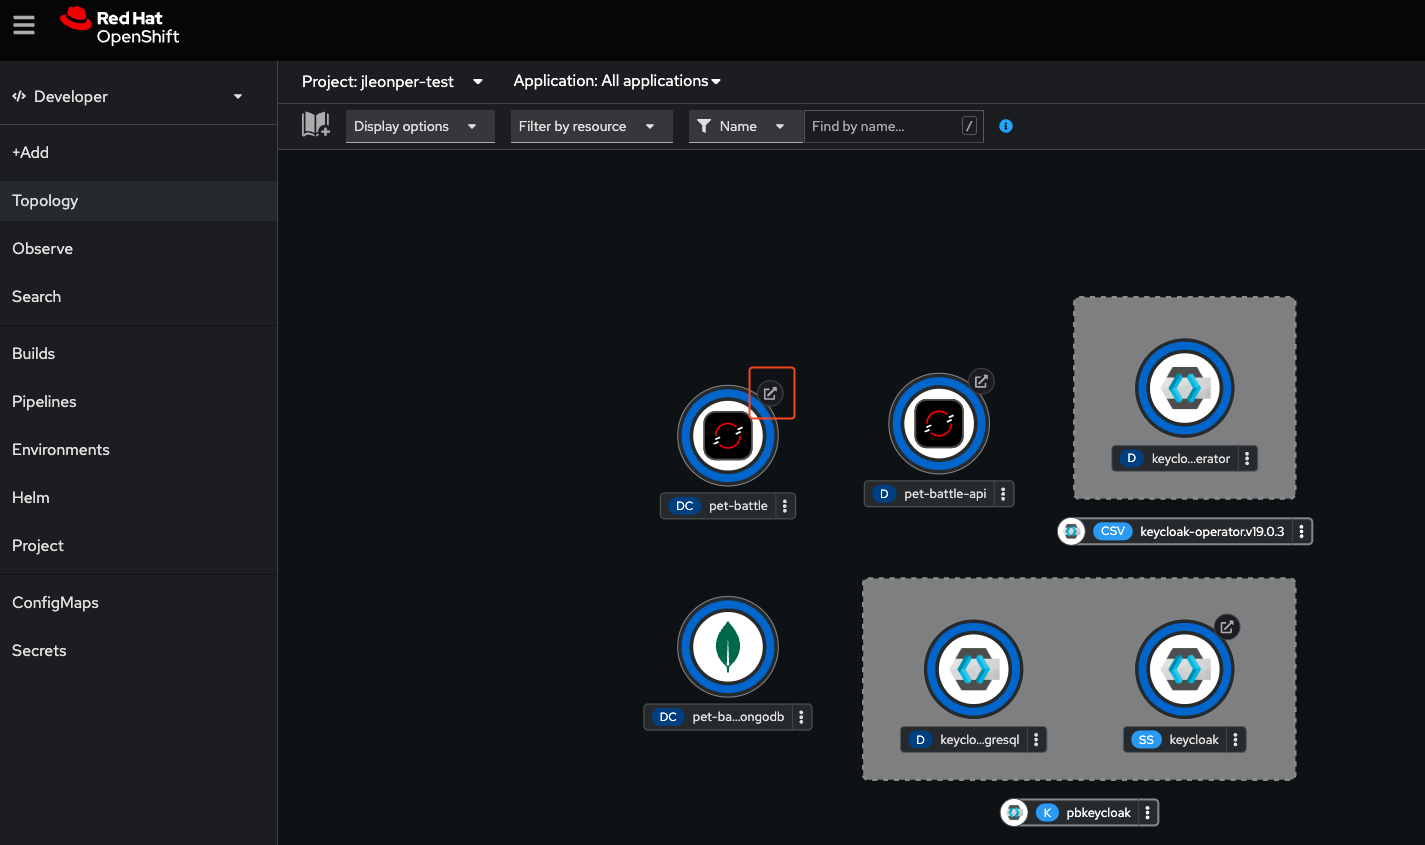 Red Hat
OpenShift
Developer
+Add
Topology
Observe
Search
Builds
Pipelines
Environments
Helm
Project
ConfigMaps
Secrets
Project: jleonper-test
Application: All applications
Display options
Filter by resource
Name
Find by name...
/
i
D keyclo...erator
DC pet-battle
D pet-battle-api
CSV keycloak-operator.v19.0.3
DC pet-ba...ongodb
D keyclo...gresql
SS keycloak
K pbkeycloak